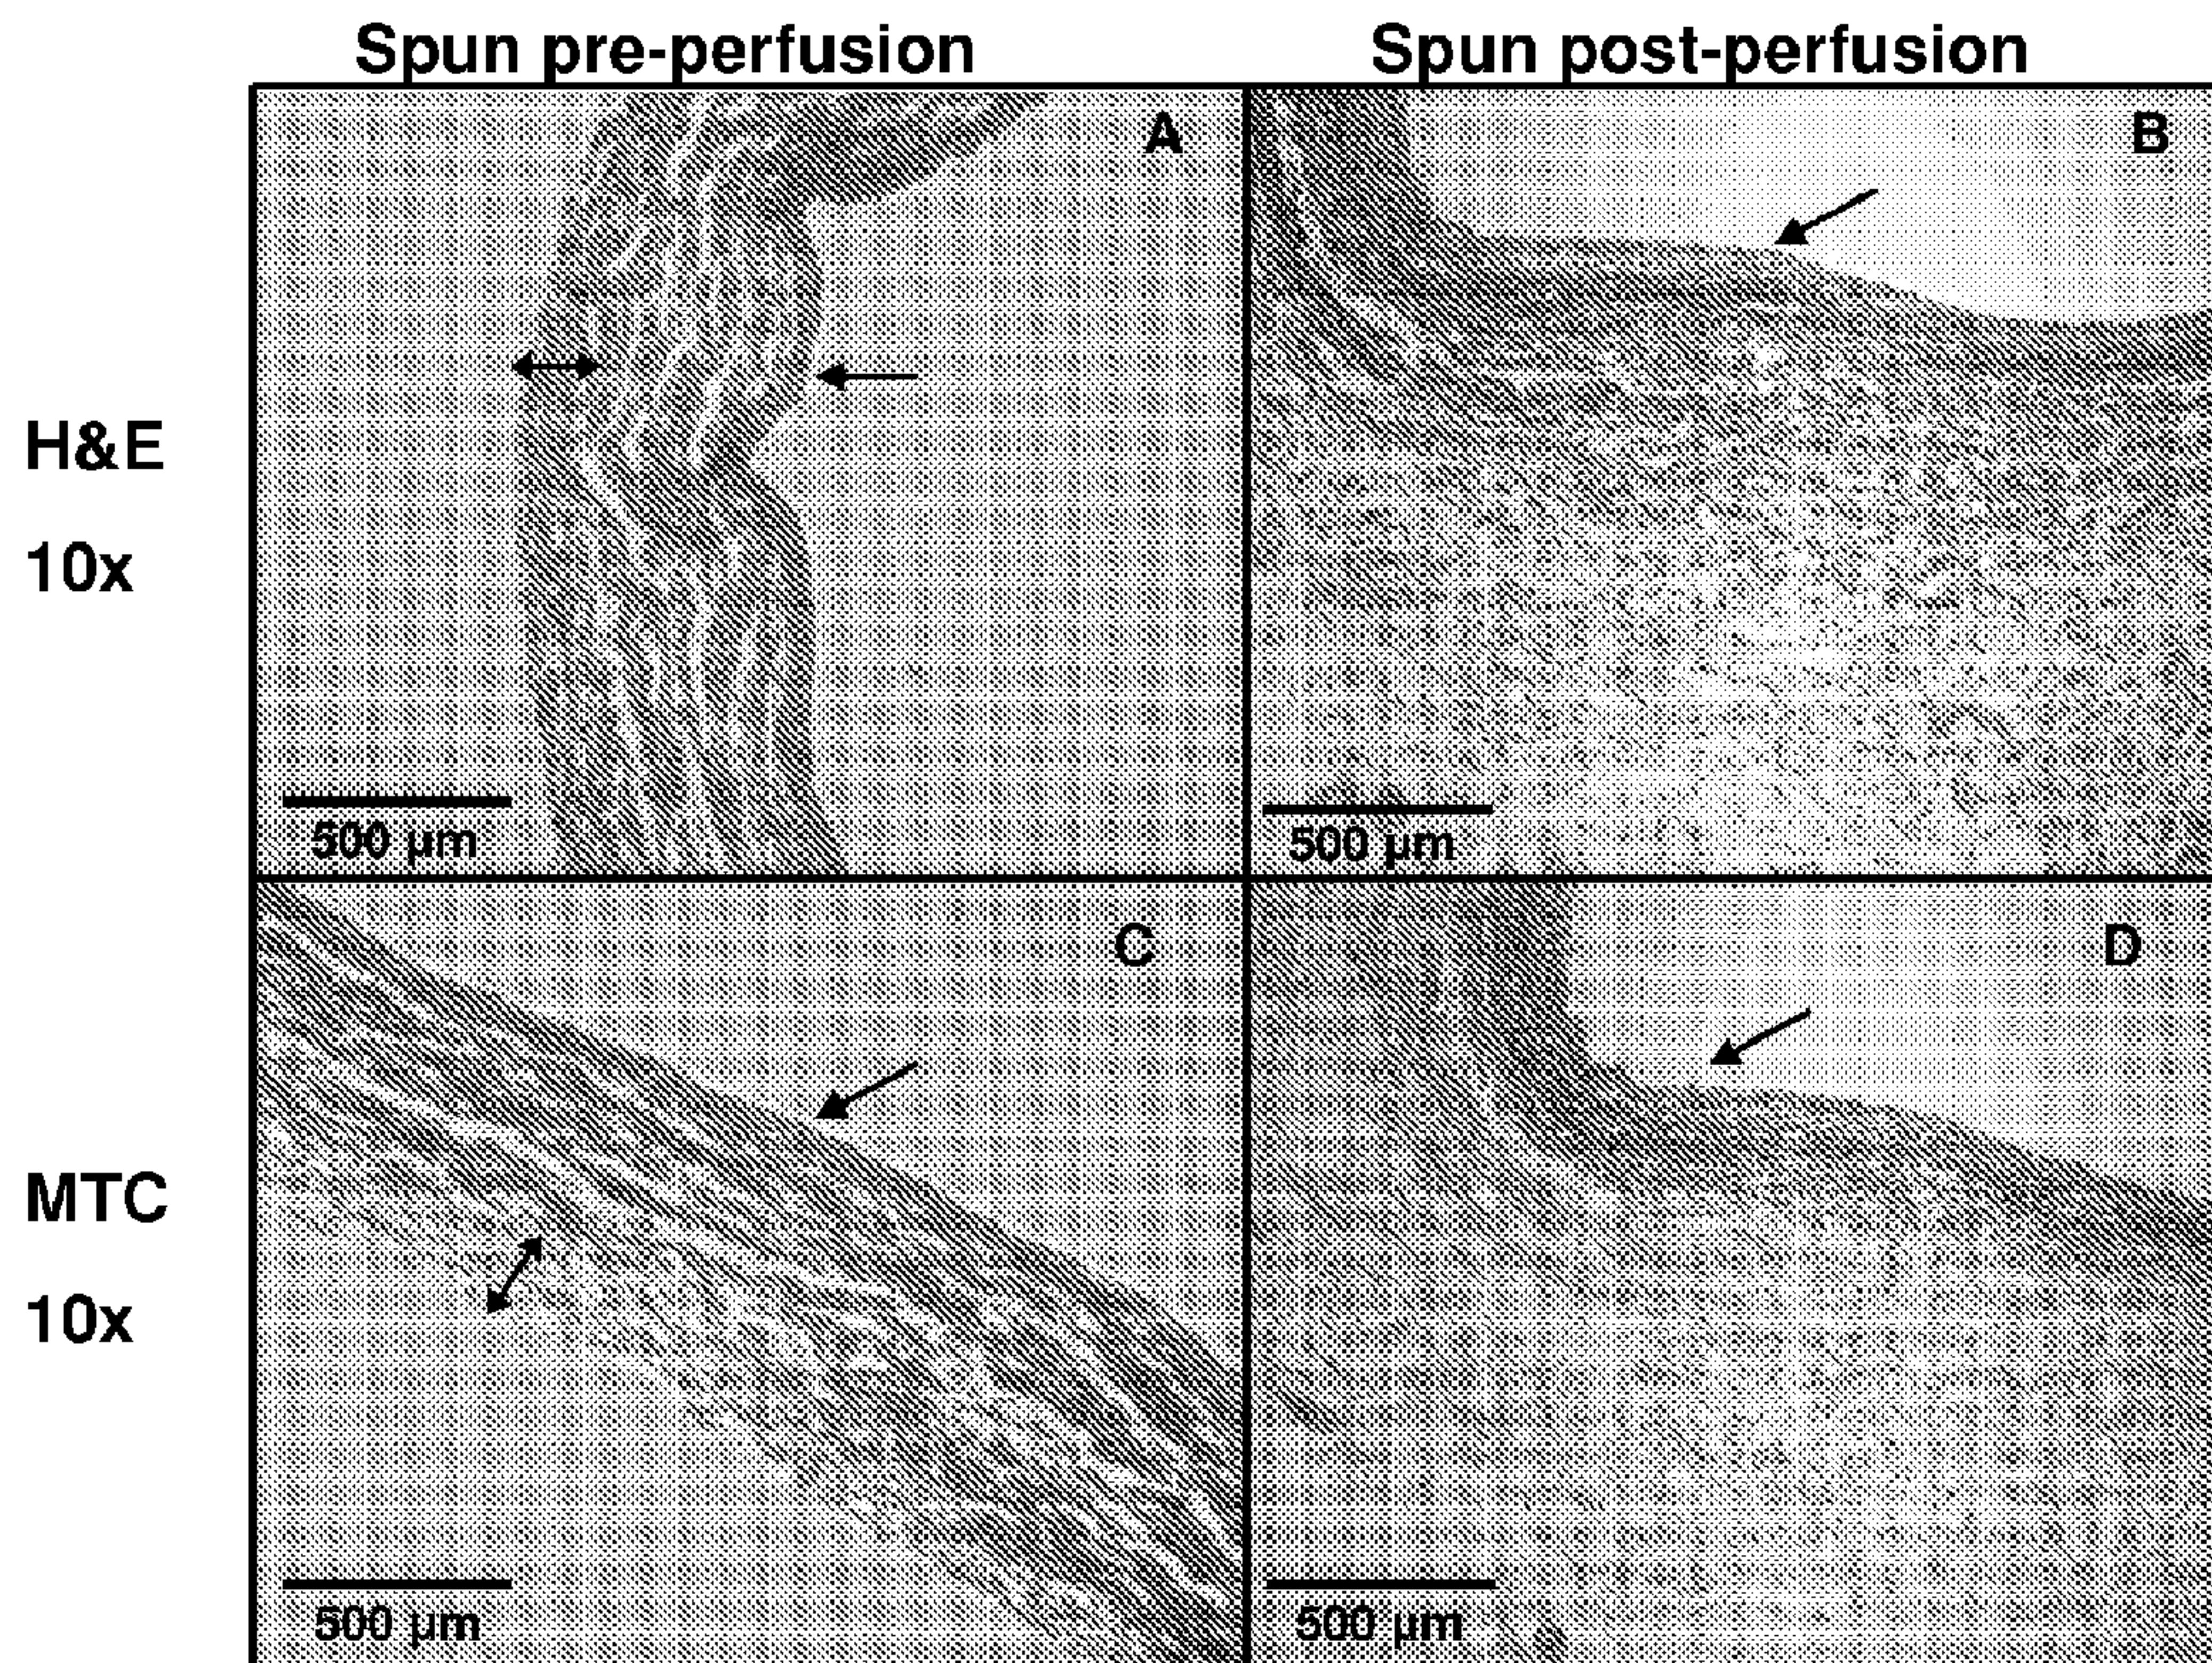 Spun pre-perfusion
Spun post-perfusion
H&E
10x
A
500 µm
B
500 µm
MTC
10x
C
500 µm
D
500 µm